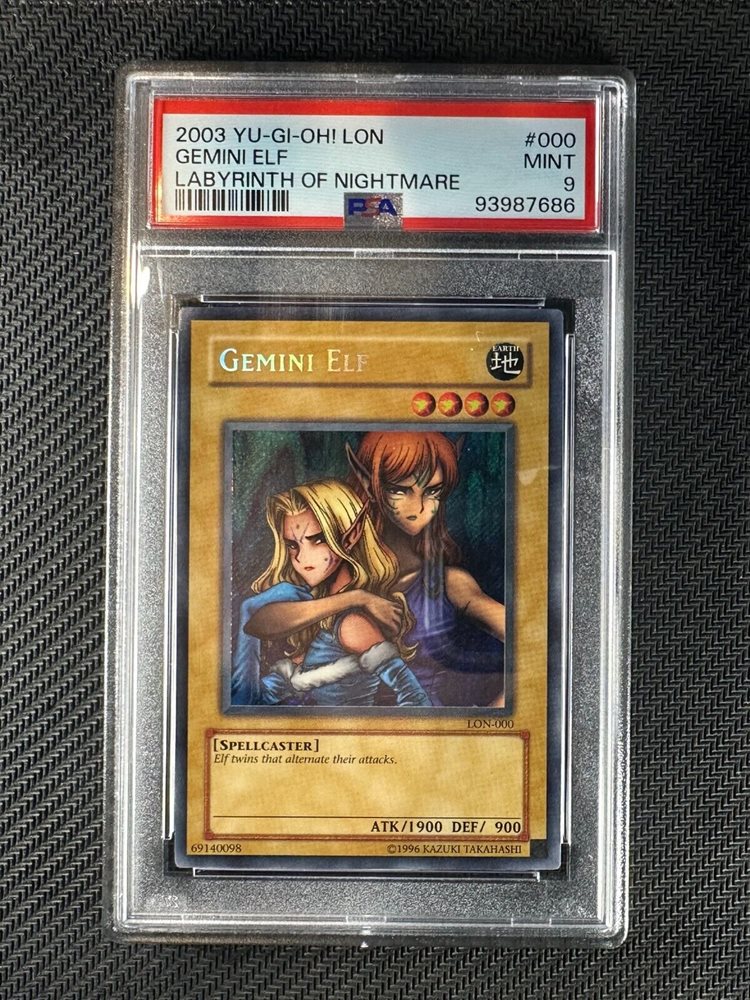 2003 YU-GI-OH! LON #000
GEMINI ELF MINT
LABYRINTH OF NIGHTMARE 9
PSA 93987686
GEMINI ELF
EARTH
地
LON-000
[SPELLCASTER]
Elf twins that alternate their attacks.
ATK/1900 DEF/ 900
69140098 ©1996 KAZUKI TAKAHASHI